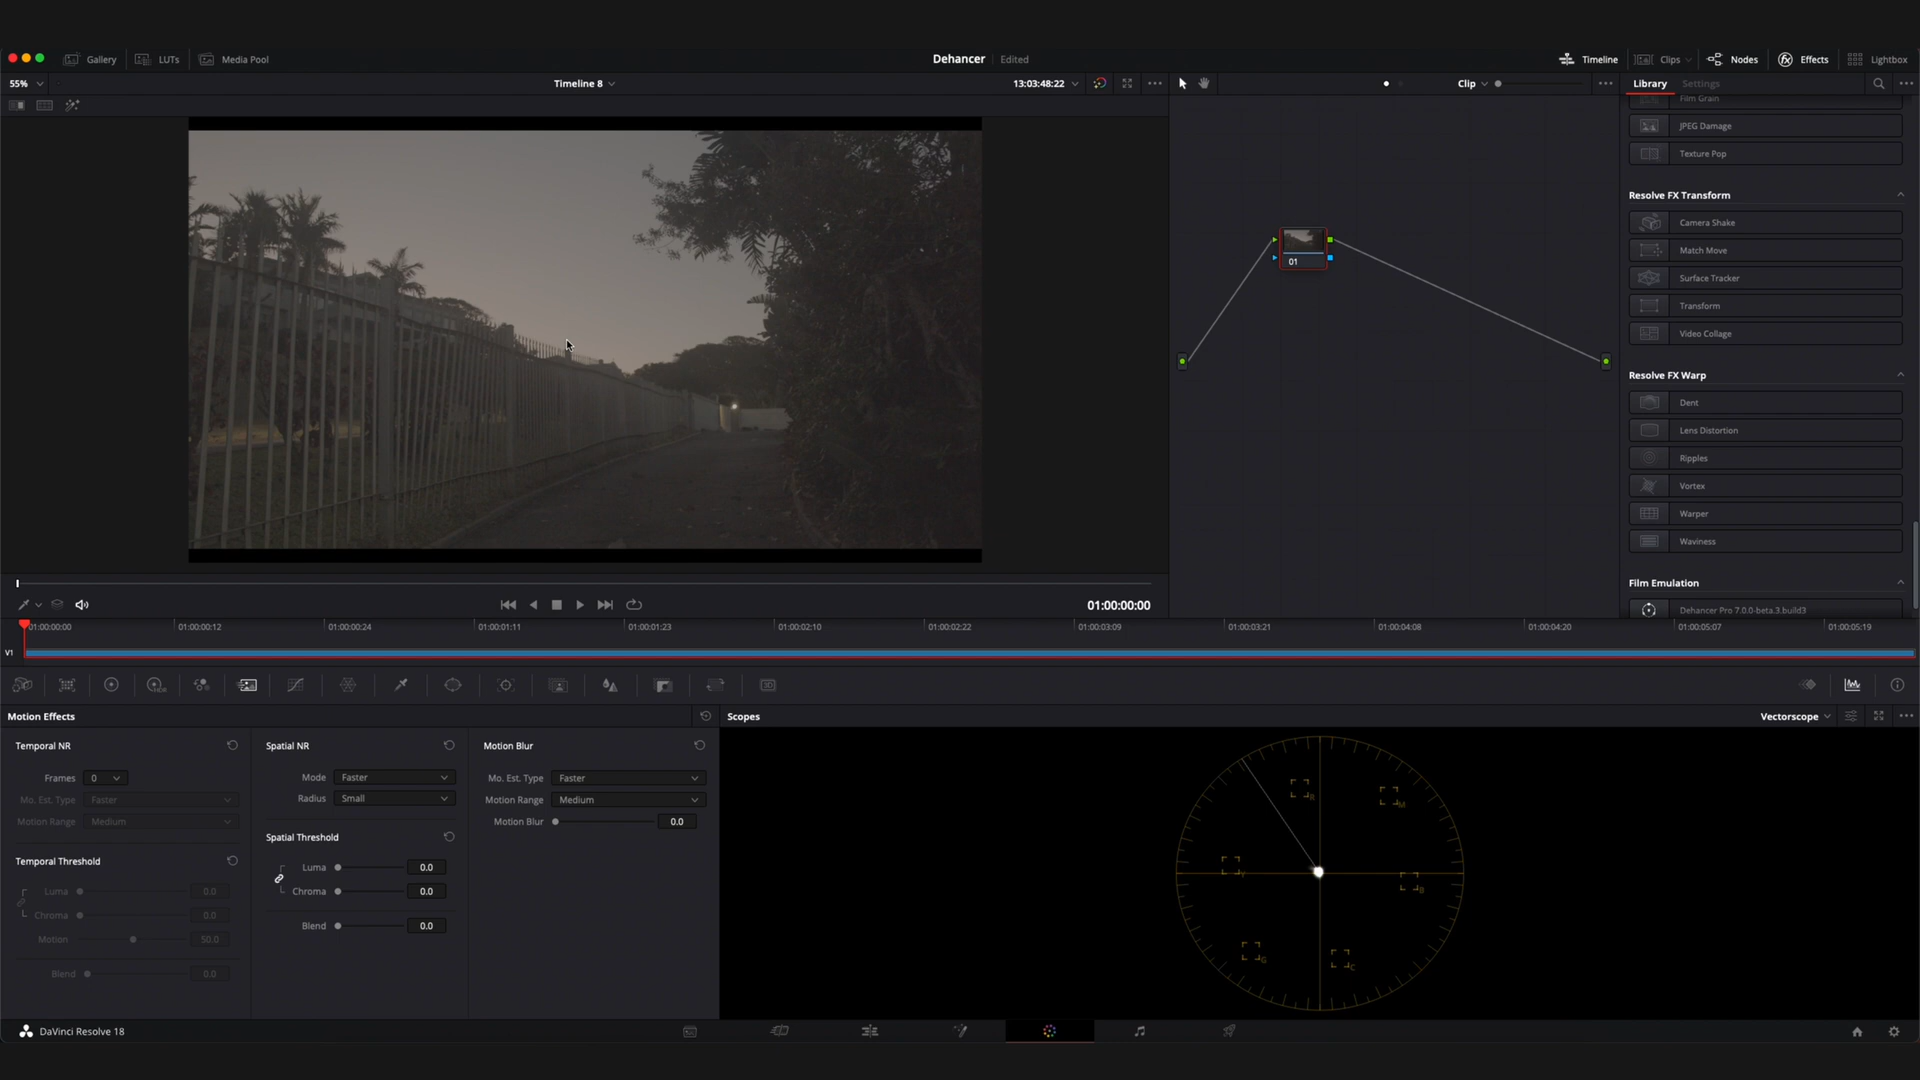 Gallery LUTs Media Pool Dehancer Edited Timeline Clips Nodes Effects Lightbox
55% Timeline 8 13:03:48:22 Clip Library Settings
Film Grain
JPEG Damage
Texture Pop
Resolve FX Transform
Camera Shake
Match Move
Surface Tracker
Transform
Video Collage
01
Resolve FX Warp
Dent
Lens Distortion
Ripples
Vortex
Warper
Waviness
Film Emulation
Dehancer Pro 7.0.0-beta.3.build3
01:00:00:00
01:00:00:00 01:00:00:12 01:00:00:24 01:00:01:11 01:00:01:23 01:00:02:10 01:00:02:22 01:00:03:09 01:00:03:21 01:00:04:08 01:00:04:20 01:00:05:07 01:00:05:19
V1
HDR
3D
Motion Effects
Temporal NR
Frames 0
Mo. Est. Type Faster
Motion Range Medium
Temporal Threshold
Luma 0.0
Chroma 0.0
Motion 50.0
Blend 0.0
Spatial NR
Mode Faster
Radius Small
Spatial Threshold
Luma 0.0
Chroma 0.0
Blend 0.0
Motion Blur
Mo. Est. Type Faster
Motion Range Medium
Motion Blur 0.0
Scopes Vectorscope
R
M
Y
B
G
C
DaVinci Resolve 18